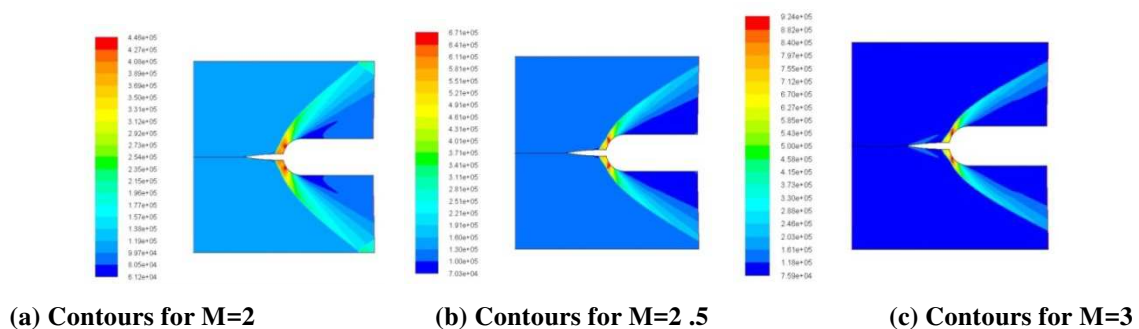 4.46e+05
4.27e+05
4.08e+05
3.89e+05
3.69e+05
3.50e+05
3.31e+05
3.12e+05
2.92e+05
2.73e+05
2.54e+05
2.35e+05
2.15e+05
1.96e+05
1.77e+05
1.57e+05
1.38e+05
1.19e+05
9.97e+04
8.05e+04
6.12e+04
6.71e+05
6.41e+05
6.11e+05
5.81e+05
5.51e+05
5.21e+05
4.91e+05
4.61e+05
4.31e+05
4.01e+05
3.71e+05
3.41e+05
3.11e+05
2.81e+05
2.51e+05
2.21e+05
1.91e+05
1.60e+05
1.30e+05
1.00e+05
7.03e+04
9.24e+05
8.82e+05
8.40e+05
7.97e+05
7.55e+05
7.12e+05
6.70e+05
6.27e+05
5.85e+05
5.43e+05
5.00e+05
4.58e+05
4.15e+05
3.73e+05
3.30e+05
2.88e+05
2.46e+05
2.03e+05
1.61e+05
1.18e+05
7.59e+04
(a) Contours for M=2
(b) Contours for M=2 .5
(c) Contours for M=3